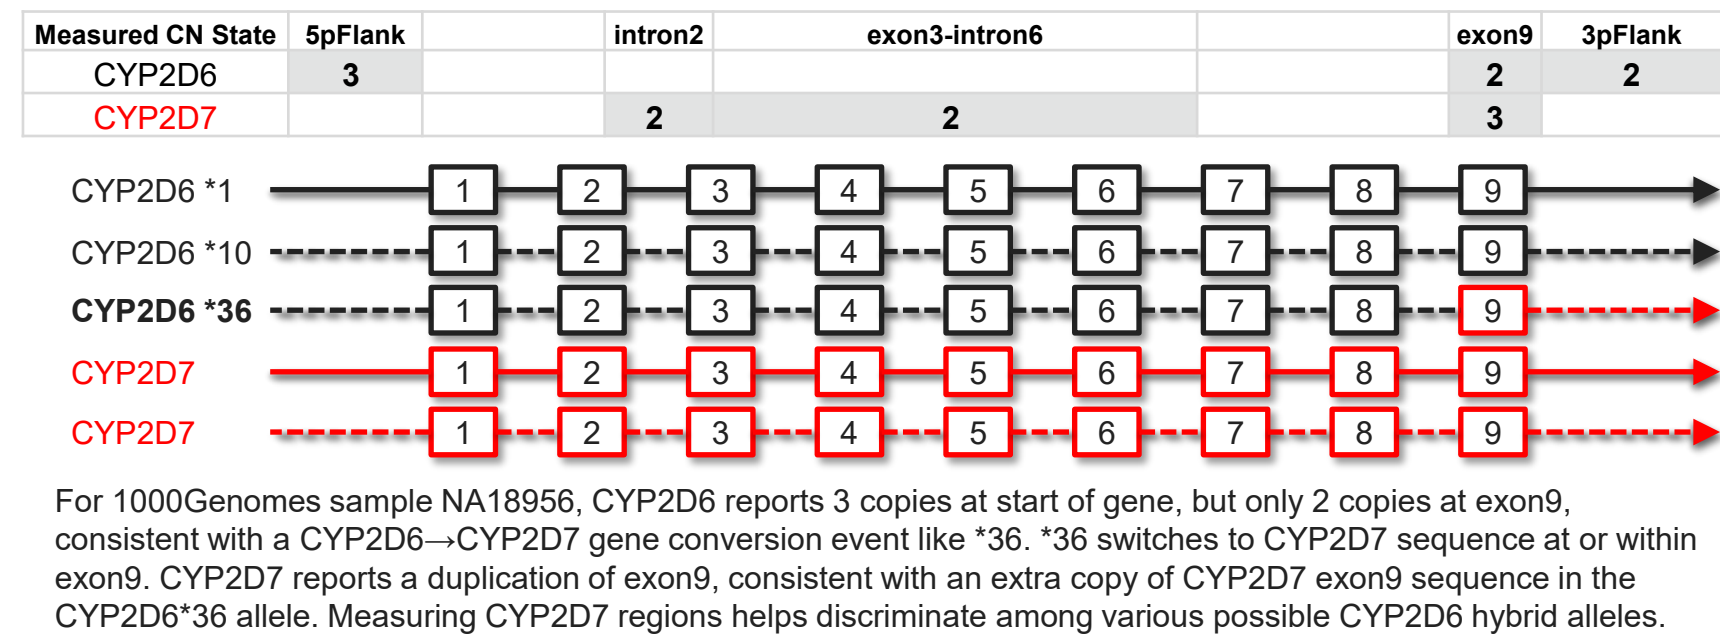 Measured CN State 5pFlank intron2 exon3-intron6 exon9 3pFlank
CYP2D6 3 2 2
CYP2D7 2 2 3
CYP2D6 *1 1 2 3 4 5 6 7 8 9
CYP2D6 *10 1 2 3 4 5 6 7 8 9
CYP2D6 *36 1 2 3 4 5 6 7 8 9
CYP2D7 1 2 3 4 5 6 7 8 9
CYP2D7 1 2 3 4 5 6 7 8 9
For 1000Genomes sample NA18956, CYP2D6 reports 3 copies at start of gene, but only 2 copies at exon9,
consistent with a CYP2D6→CYP2D7 gene conversion event like *36. *36 switches to CYP2D7 sequence at or within
exon9. CYP2D7 reports a duplication of exon9, consistent with an extra copy of CYP2D7 exon9 sequence in the
CYP2D6*36 allele. Measuring CYP2D7 regions helps discriminate among various possible CYP2D6 hybrid alleles.